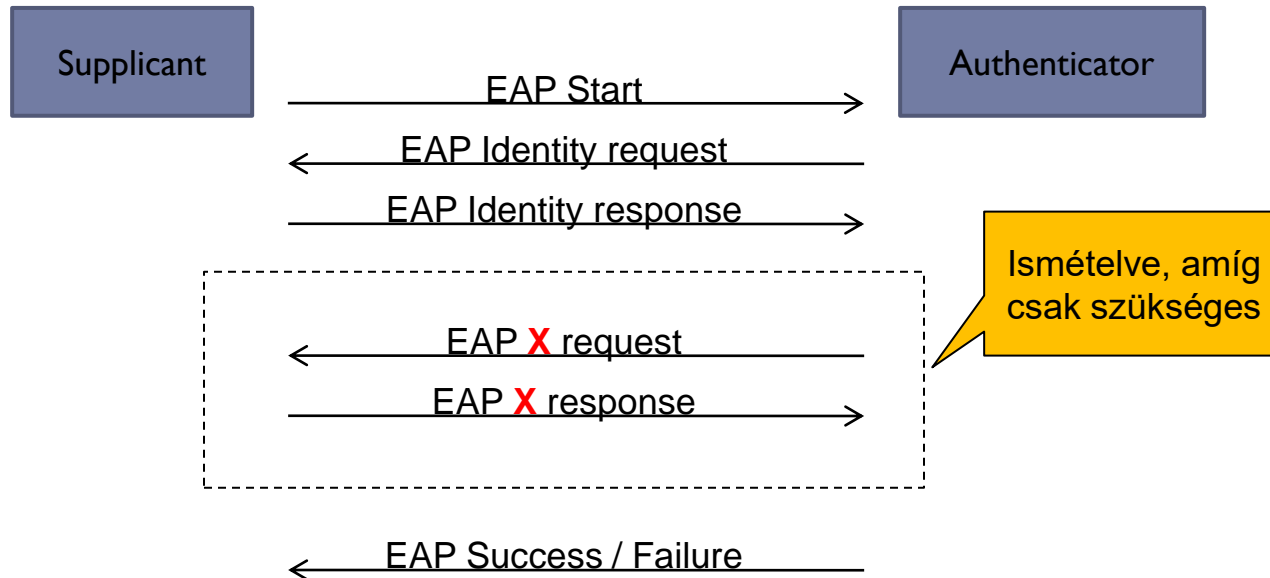 Supplicant
Authenticator
EAP Start
EAP Identity request
EAP Identity response
Ismételve, amíg
csak szükséges
EAP X request
EAP X response
EAP Success / Failure